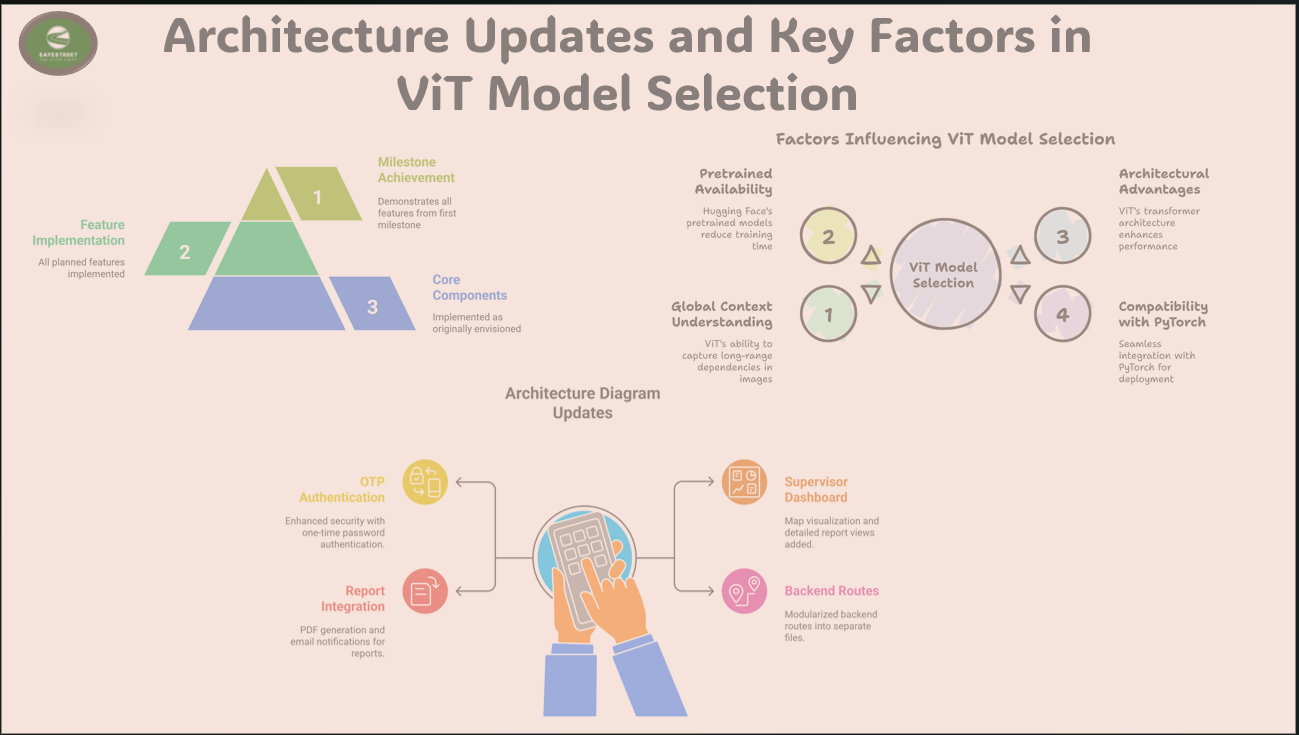 SAFESTREET
Architecture Updates and Key Factors in
ViT Model Selection
Milestone
Achievement
1
Demonstrates all
features from first
milestone
Feature
Implementation
2
All planned features
implemented
Core
Components
3
Implemented as
originally envisioned
Factors Influencing ViT Model Selection
Pretrained
Availability
Hugging Face's
pretrained models
reduce training
time
2
Global Context
Understanding
ViT's ability to
capture long-range
dependencies in
images
1
ViT Model
Selection
3
Architectural
Advantages
ViT's transformer
architecture
enhances
performance
4
Compatibility
with PyTorch
Seamless
integration with
PyTorch for
deployment
Architecture Diagram
Updates
OTP
Authentication
Enhanced security with
one-time password
authentication.
Report
Integration
PDF generation and
email notifications for
reports.
Supervisor
Dashboard
Map visualization and
detailed report views
added.
Backend Routes
Modularized backend
routes into separate
files.